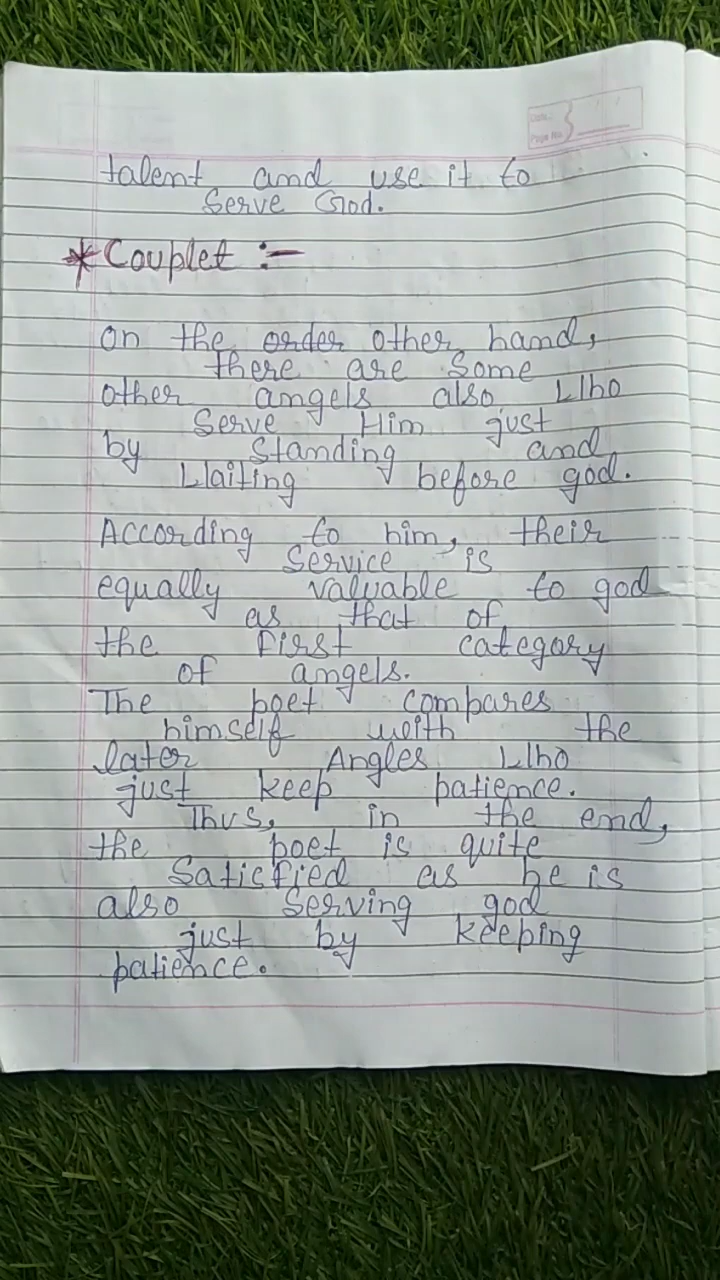 Date: / /
Page No. 3
talent and use it to
Serve God.
*Couplet :-
on the order other hand,
there are some
other angels also Who
Serve Him just
by Standing and
Waiting before god.
According to him, their
Service is
equally valuable to god
as that of
the first category
of angels.
The poet compares
himself with the
later Angles Who
just keep patience.
Thus, in the end,
the poet is quite
Satisfied as he is
also Serving god
just by keeping
patience.